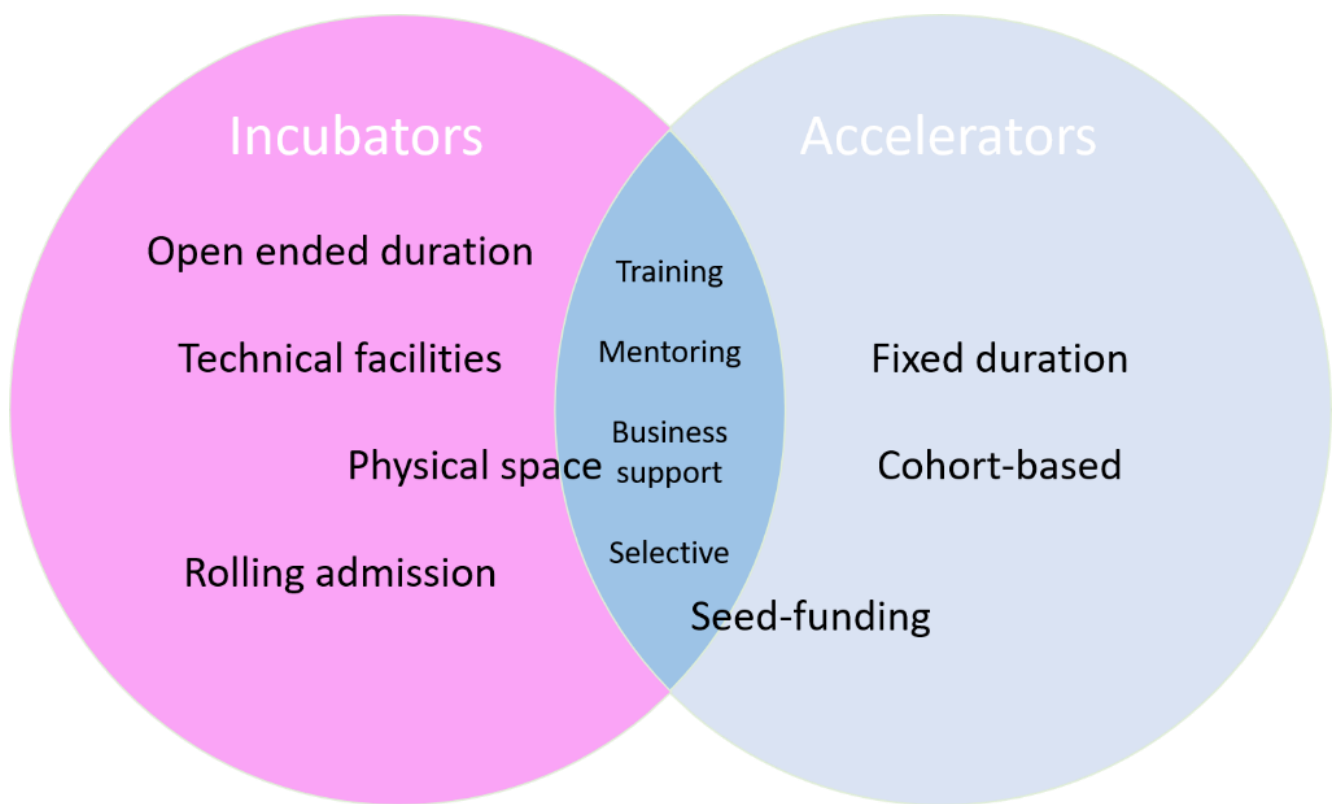 Incubators
Open ended duration
Technical facilities
Physical space
Rolling admission
Training
Mentoring
Business
support
Selective
Accelerators
Fixed duration
Cohort-based
Seed-funding